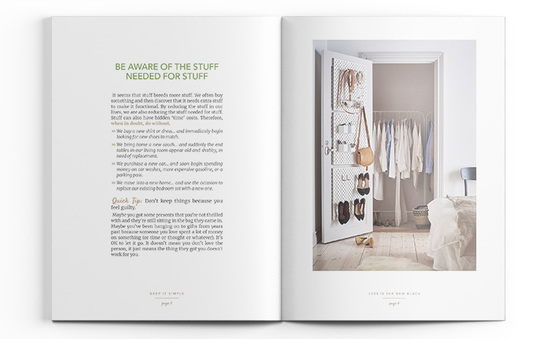 BE AWARE OF THE STUFF
NEEDED FOR STUFF
It seems that stuff breeds more stuff. We often buy
something and then discover that it needs extra stuff
to make it functional. By reducing the stuff in our
lives, we are also reducing the stuff needed for stuff.
Stuff can also have hidden "time" costs. Therefore,
when in doubt, do without.
We buy a new shirt or dress... and immediately begin
looking for new shoes to match.
We bring home a new couch... and suddenly the end
tables in our living room appear old and shabby, in
need of replacement.
We purchase a new car... and soon begin spending
money on car washes, more expensive gasoline, or a
parking pass.
We move into a new home... and use the occasion to
replace our existing bedroom set with a new one.
Quick Tip: Don't keep things because you
feel guilty.
Maybe you got some presents that you're not thrilled
with and they're still sitting in the bag they came in.
Maybe you've been hanging on to gifts from years
past because someone you love spent a lot of money
on something (or time or thought or whatever). It's
OK to let it go. It doesn't mean you don't love the
person, it just means the thing they got you doesn't
work for you.
KEEP IT SIMPLE
page
LESS IS THE NEW BLACK
page